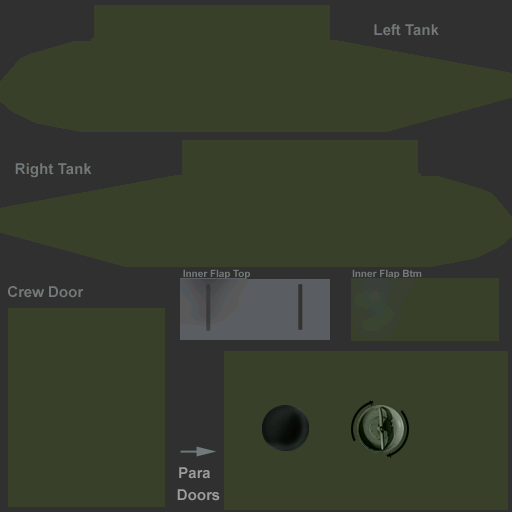 Left Tank
Right Tank
Inner Flap Top
Inner Flap Btm
Crew Door
Para
Doors